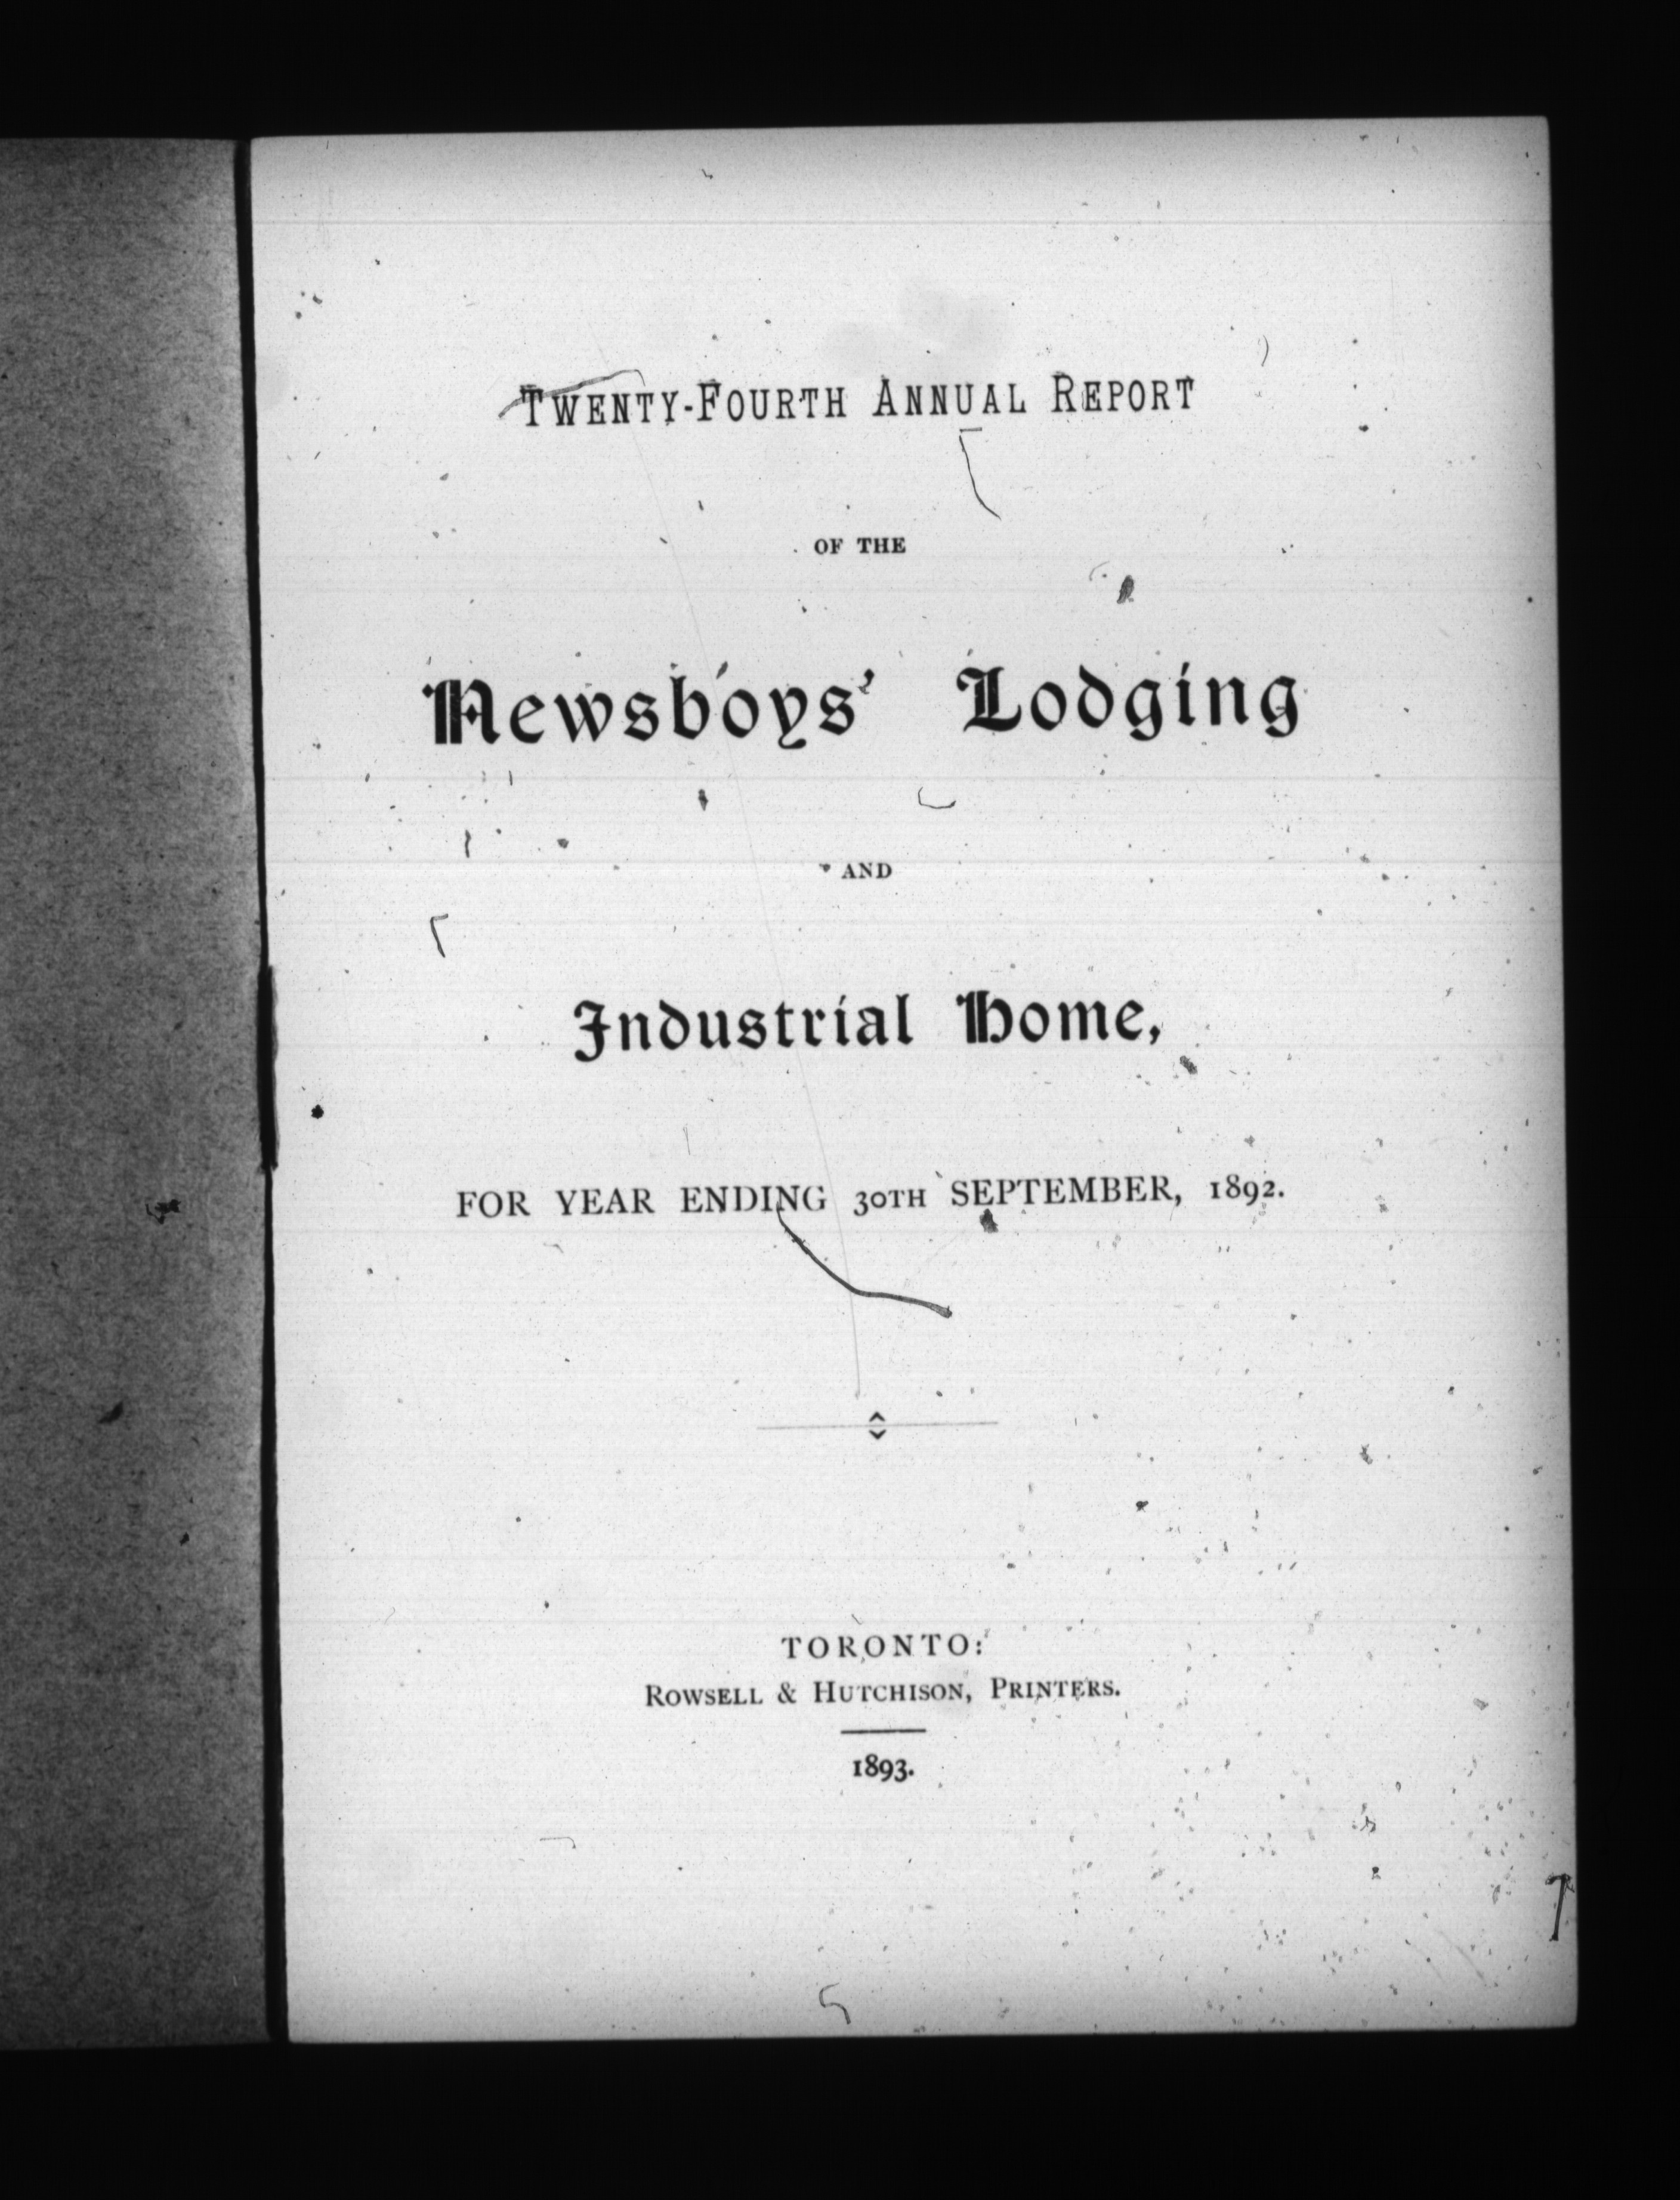 TWENTY-FOURTH ANNUAL REPORT
OF THE
Newsboys' Lodging
AND
Industrial Home,
FOR YEAR ENDING 30TH SEPTEMBER, 1892.
TORONTO:
ROWSELL & HUTCHISON, PRINTERS.
1893.